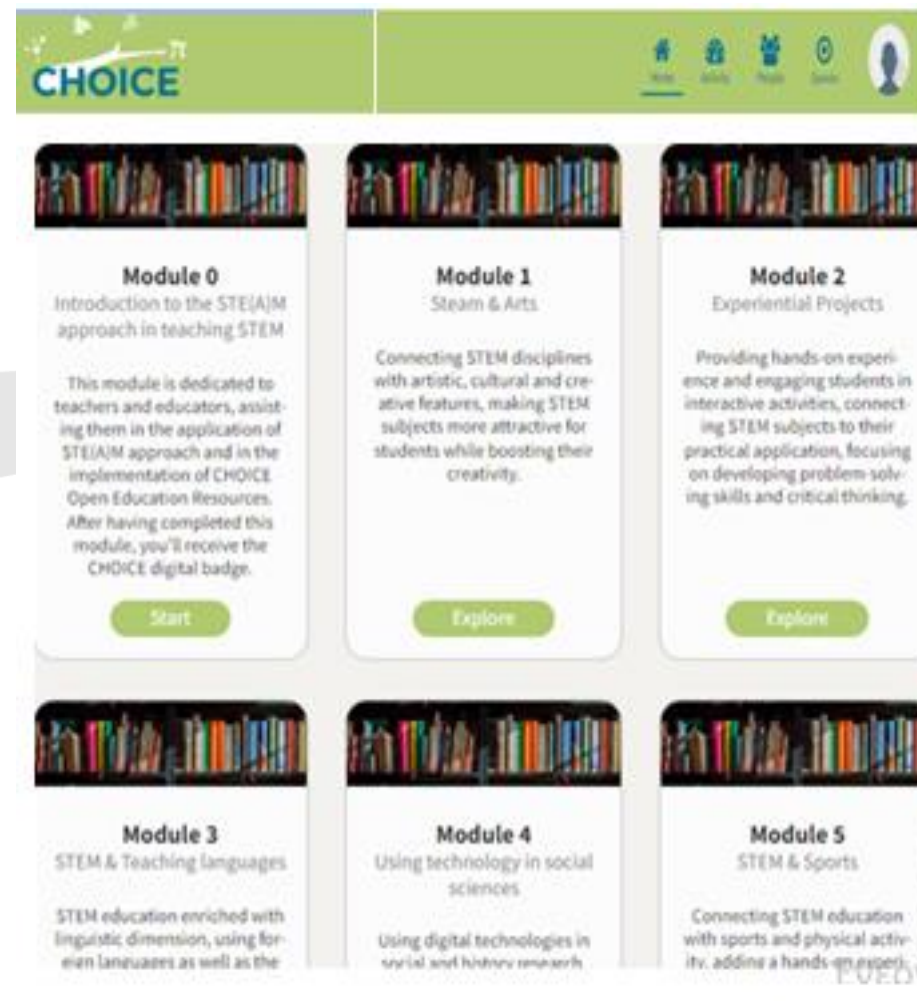 π
CHOICE
Home
Activity
People
Module 0
Introduction to the STE(A)M
approach in teaching STEM
This module is dedicated to
teachers and educators, assist-
ing them in the application of
STE(A)M approach and in the
implementation of CHOICE
Open Education Resources.
After having completed this
module, you'll receive the
CHOICE digital badge.
Start
Module 1
Steam & Arts
Connecting STEM disciplines
with artistic, cultural and cre-
ative features, making STEM
subjects more attractive for
students while boosting their
creativity.
Explore
Module 2
Experiential Projects
Providing hands-on experi-
ence and engaging students in
interactive activities, connect-
ing STEM subjects to their
practical application, focusing
on developing problem-solv-
ing skills and critical thinking.
Explore
Module 3
STEM & Teaching languages
STEM education enriched with
linguistic dimension, using for-
eign languages as well as the
Module 4
Using technology in social
sciences
Using digital technologies in
social and history research
Module 5
STEM & Sports
Connecting STEM education
with sports and physical activ-
ity, adding a hands-on experi-